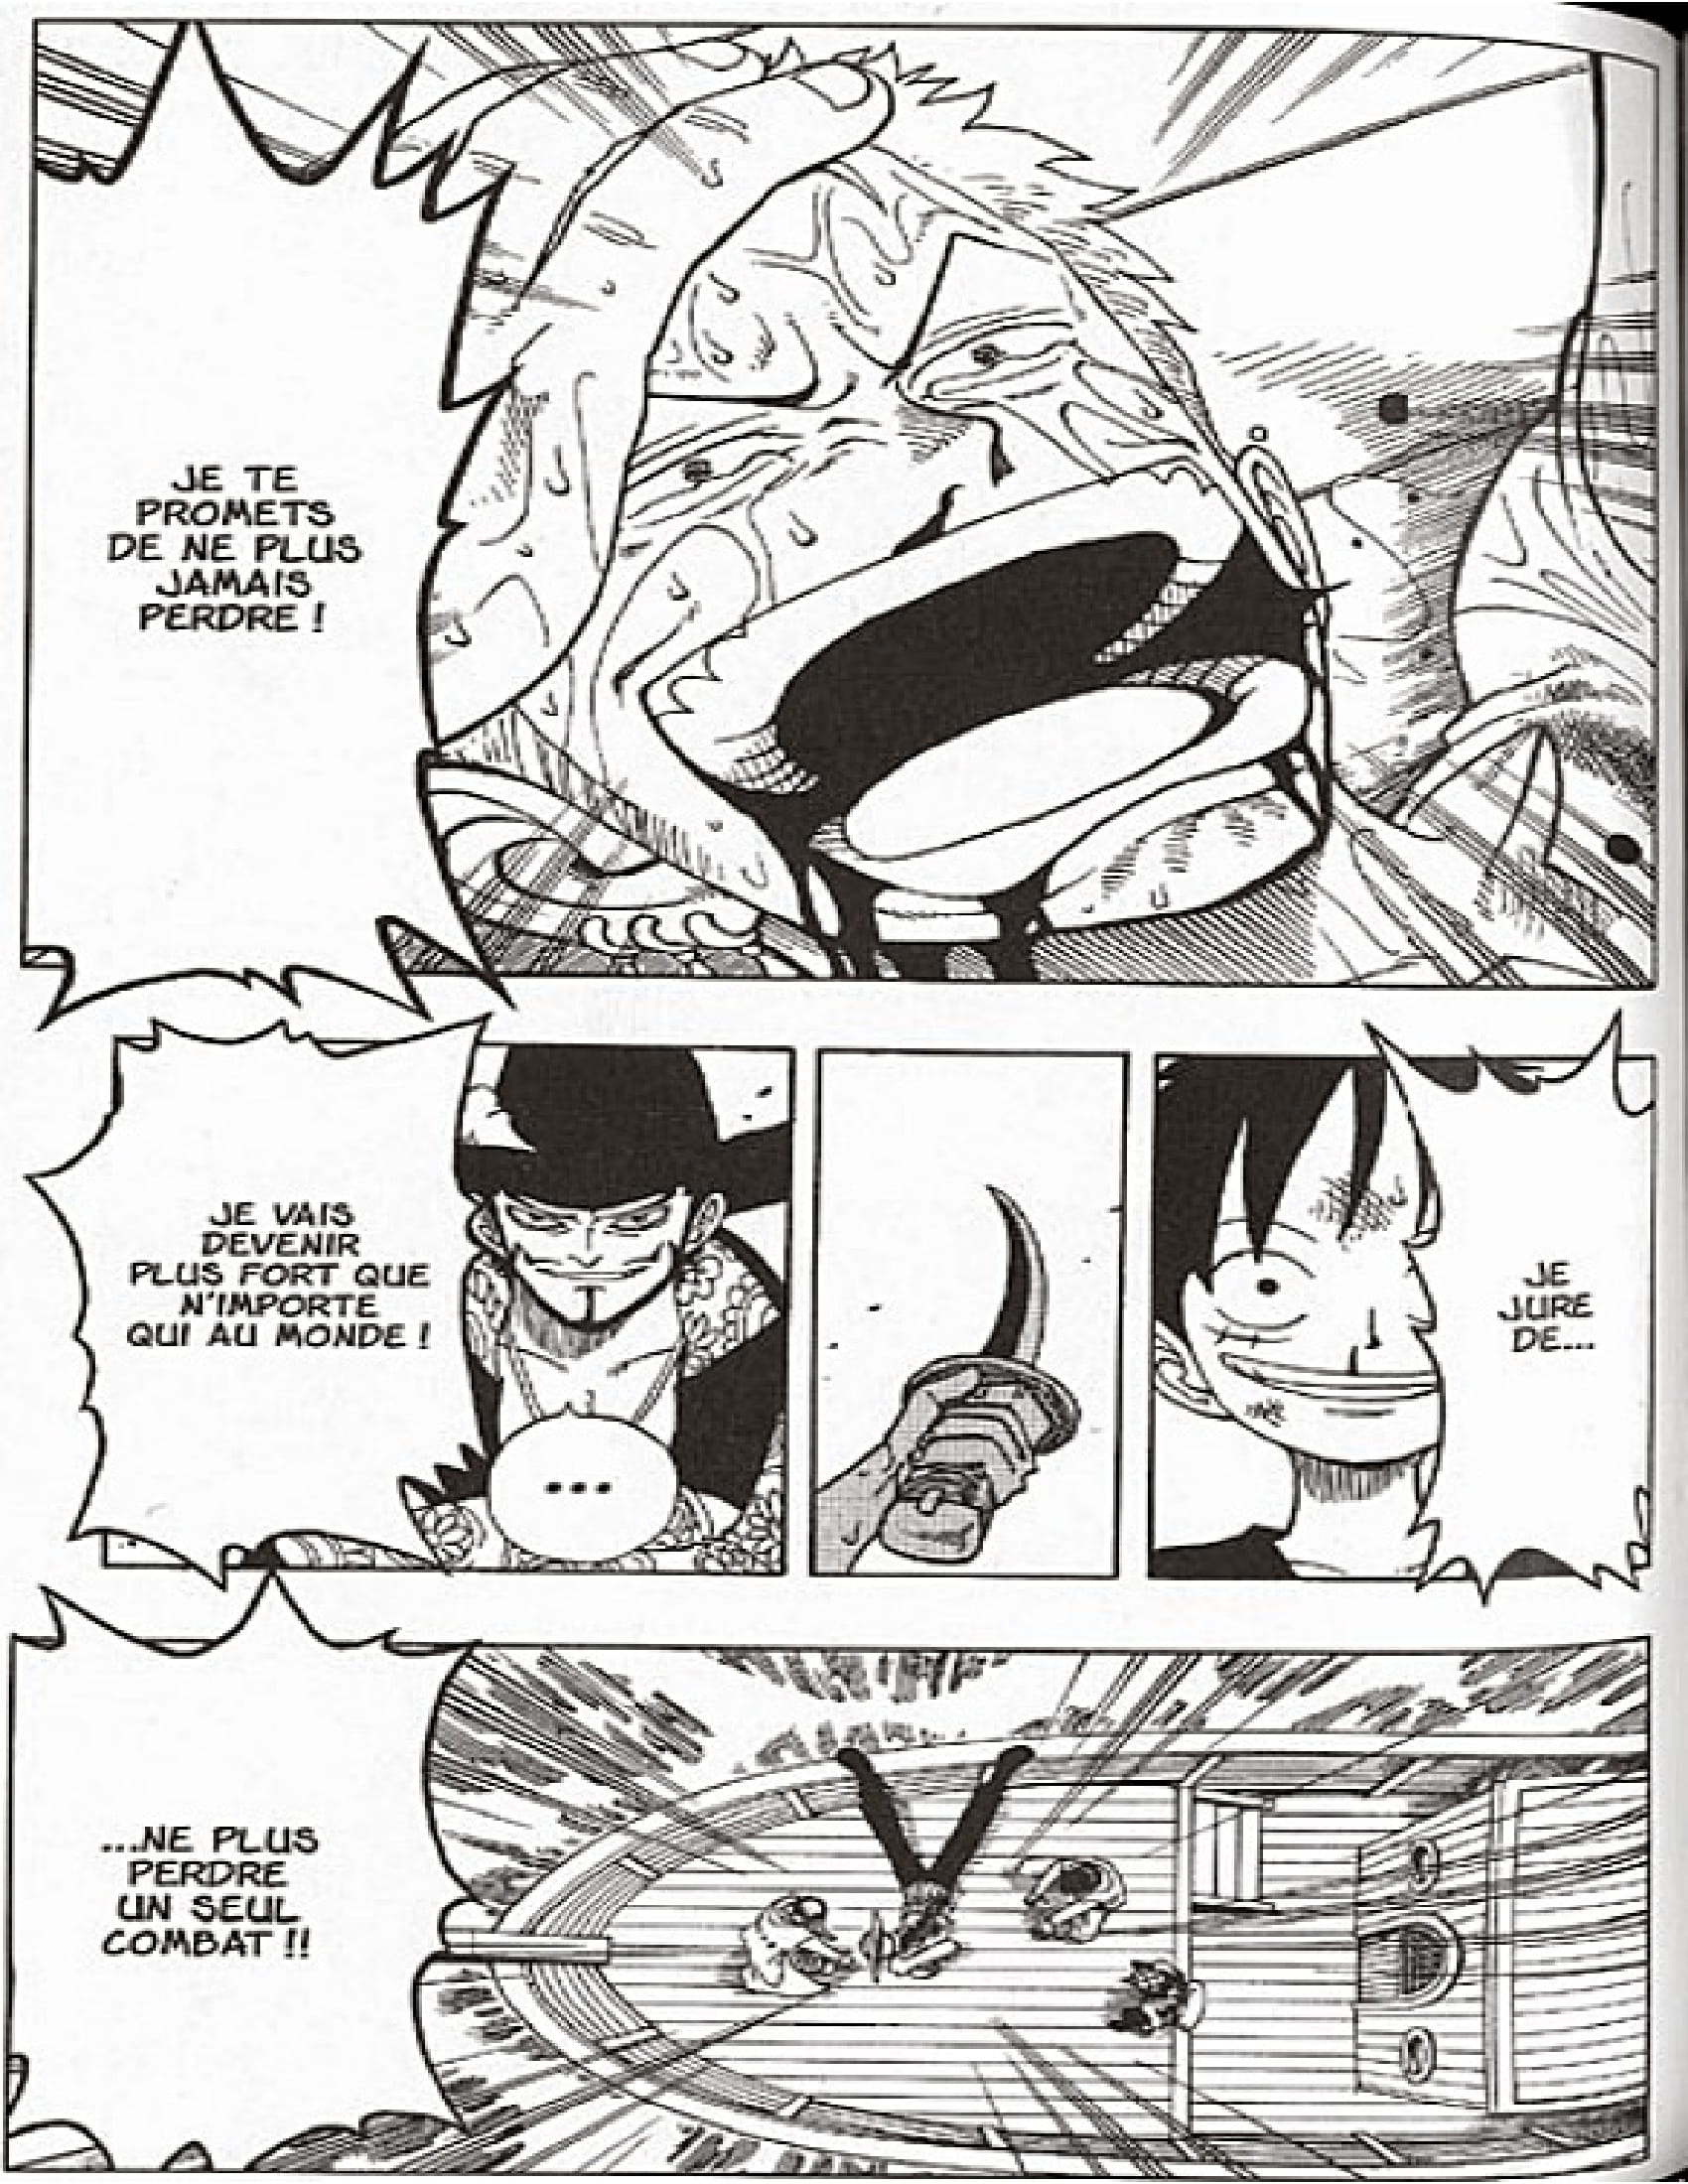 JE TE
PROMETS
DE NE PLUS
JAMAIS
PERDRE !
JE VAIS
DEVENIR
PLUS FORT QUE
N'IMPORTE
QUI AU MONDE !
...
JE
JURE
DE...
...NE PLUS
PERDRE
UN SEUL
COMBAT !!